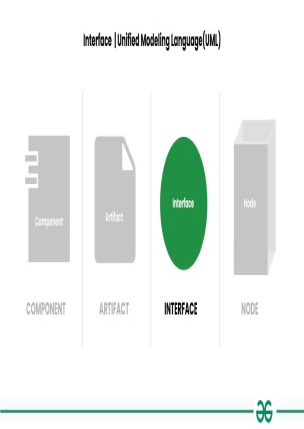 Interface | Unified Modeling Language(UML)
Component
Artifact
Interface
Node
COMPONENT
ARTIFACT
INTERFACE
NODE